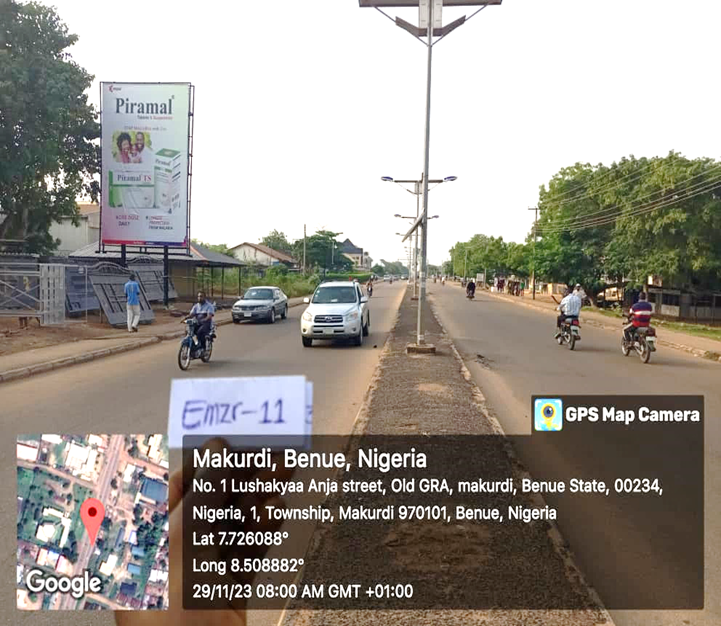 Piramal
Piramal TS
Emzr-11
GPS Map Camera
Makurdi, Benue, Nigeria
No. 1 Lushakyaa Anja street, Old GRA, makurdi, Benue State, 00234,
Nigeria, 1, Township, Makurdi 970101, Benue, Nigeria
Lat 7.726088°
Long 8.508882°
29/11/23 08:00 AM GMT +01:00
Google